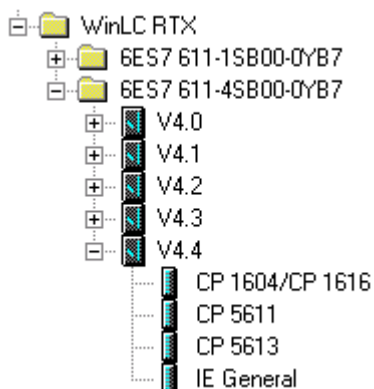 WinLC RTX
6ES7 611-1SB00-0YB7
6ES7 611-4SB00-0YB7
V4.0
V4.1
V4.2
V4.3
V4.4
CP 1604/CP 1616
CP 5611
CP 5613
IE General